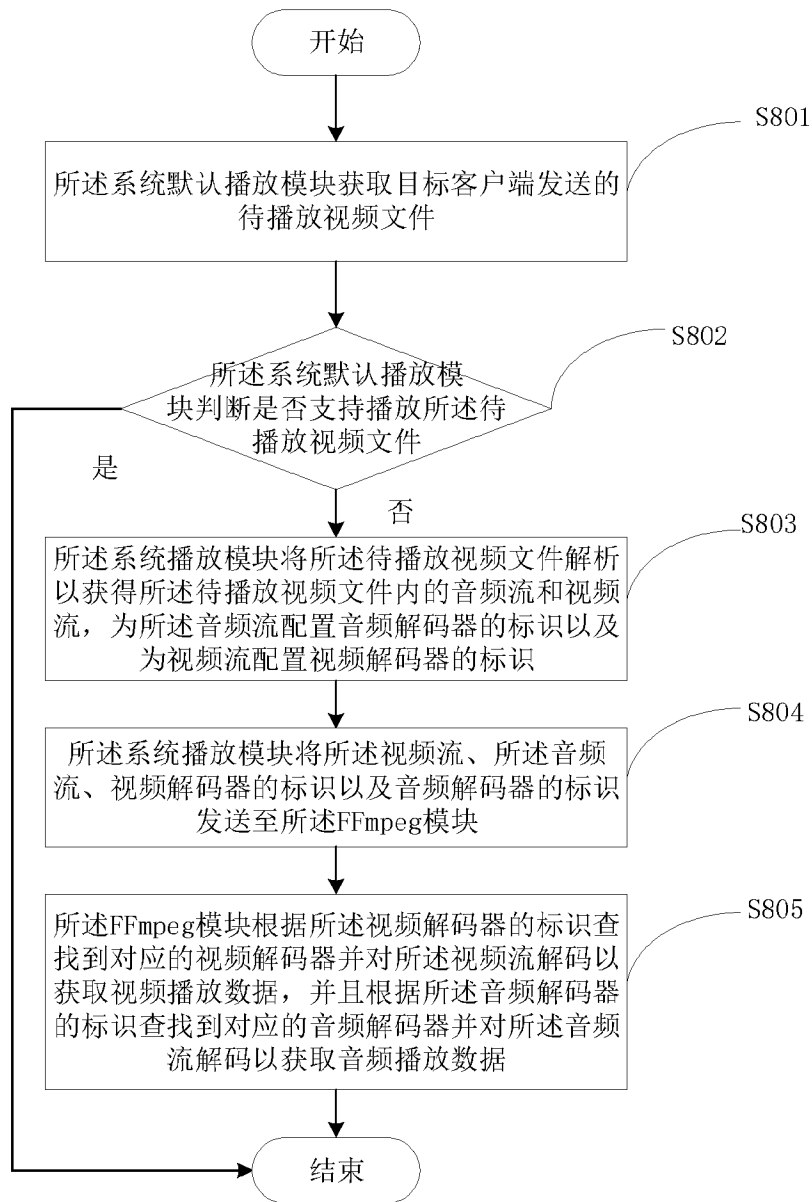 开始
S801
所述系统默认播放模块获取目标客户端发送的
待播放视频文件
S802
所述系统默认播放模
块判断是否支持播放所述待
播放视频文件
是
否
S803
所述系统播放模块将所述待播放视频文件解析
以获得所述待播放视频文件内的音频流和视频
流，为所述音频流配置音频解码器的标识以及
为视频流配置视频解码器的标识
S804
所述系统播放模块将所述视频流、所述音频
流、视频解码器的标识以及音频解码器的标识
发送至所述FFmpeg模块
S805
所述FFmpeg模块根据所述视频解码器的标识查
找到对应的视频解码器并对所述视频流解码以
获取视频播放数据，并且根据所述音频解码器
的标识查找到对应的音频解码器并对所述音频
流解码以获取音频播放数据
结束